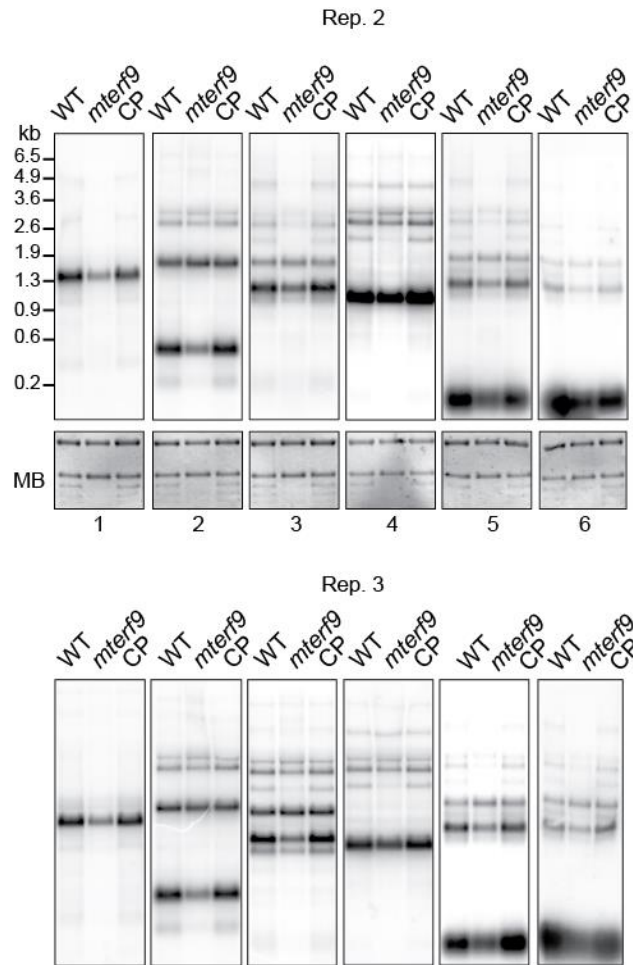 Rep. 2
WT mterf9 CP WT mterf9 CP WT mterf9 CP WT mterf9 CP WT mterf9 CP WT mterf9 CP
kb
6.5
4.9
3.6
2.6
1.9
1.3
0.9
0.6
0.2
MB
1 2 3 4 5 6
Rep. 3
WT mterf9 CP WT mterf9 CP WT mterf9 CP WT mterf9 CP WT mterf9 CP WT mterf9 CP